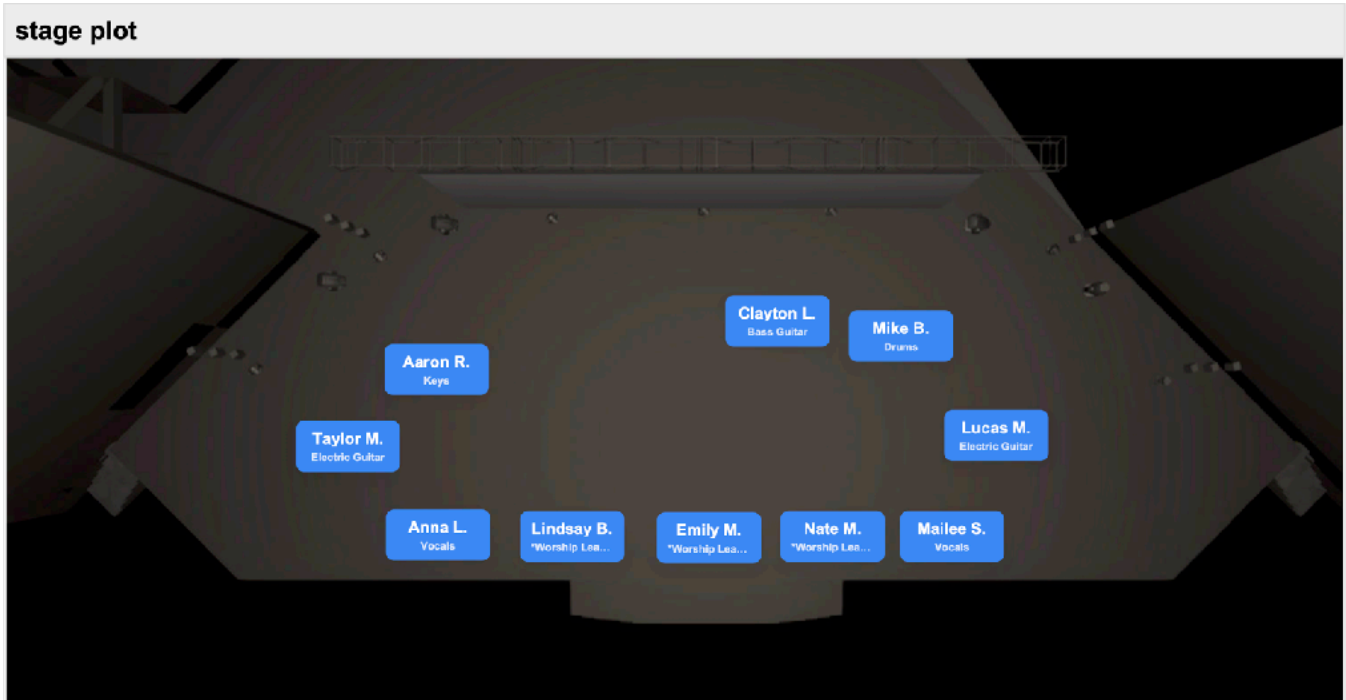 stage plot
Clayton L.
Bass Guitar
Mike B.
Drums
Aaron R.
Keys
Taylor M.
Electric Guitar
Lucas M.
Electric Guitar
Anna L.
Vocals
Lindsay B.
*Worship Lea...
Emily M.
*Worship Lea...
Nate M.
*Worship Lea...
Mailee S.
Vocals